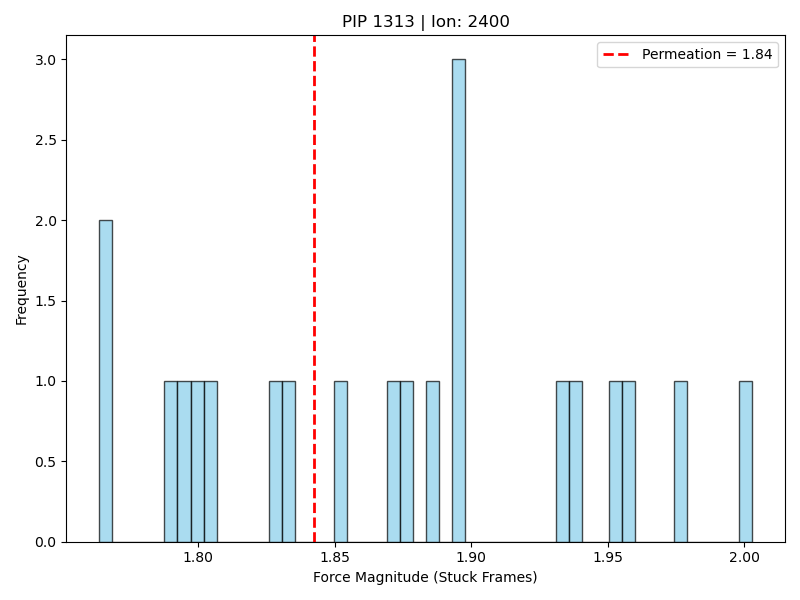 PIP 1313 | Ion: 2400
Permeation = 1.84
Frequency
3.0
2.5
2.0
1.5
1.0
0.5
0.0
1.80 1.85 1.90 1.95 2.00
Force Magnitude (Stuck Frames)